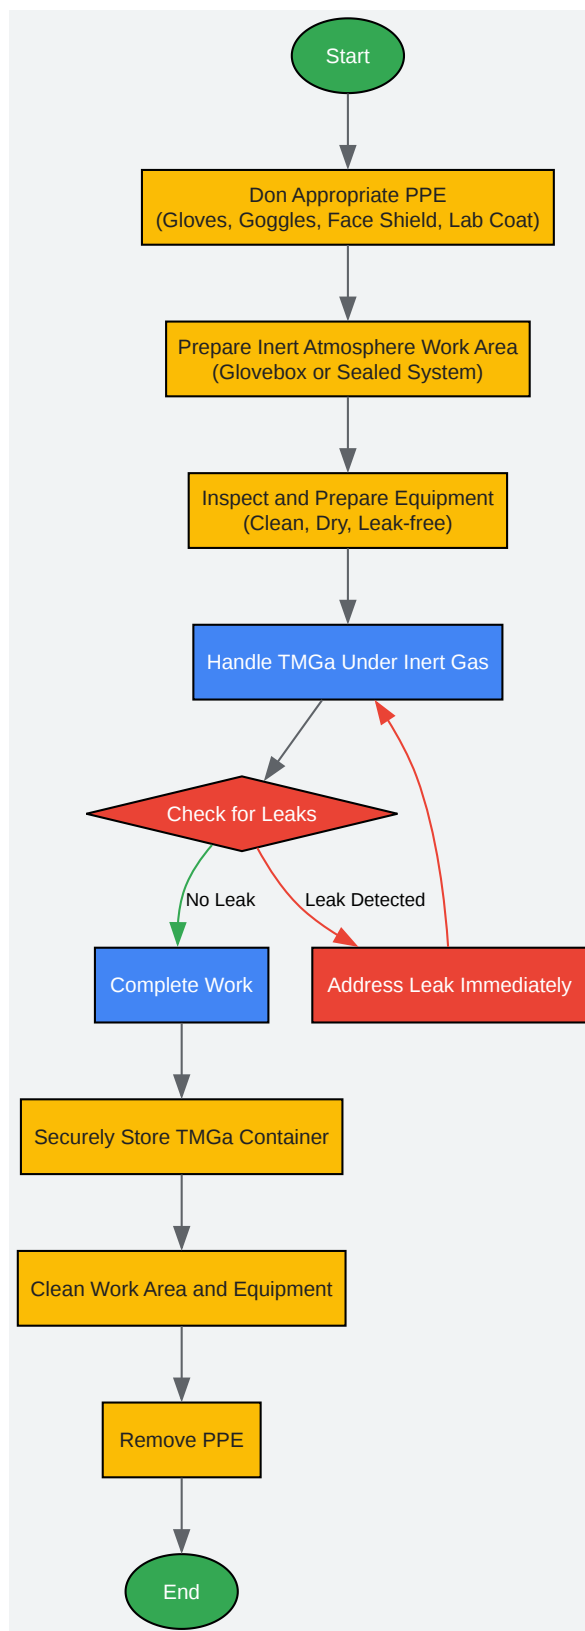 Start
Don Appropriate PPE
(Gloves, Goggles, Face Shield, Lab Coat)
Prepare Inert Atmosphere Work Area
(Glovebox or Sealed System)
Inspect and Prepare Equipment
(Clean, Dry, Leak-free)
Handle TMGa Under Inert Gas
Check for Leaks
No Leak
Leak Detected
Complete Work
Address Leak Immediately
Securely Store TMGa Container
Clean Work Area and Equipment
Remove PPE
End